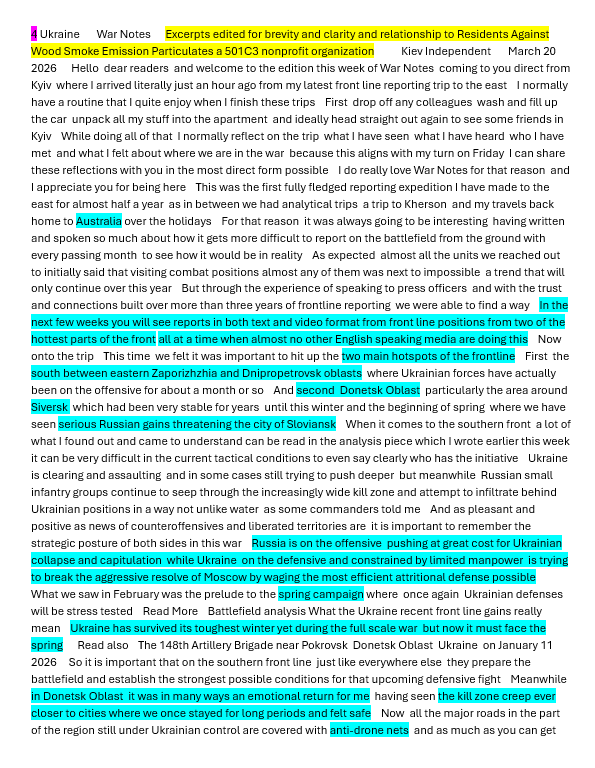 4 Ukraine War Notes Excerpts edited for brevity and clarity and relationship to Residents Against
Wood Smoke Emission Particulates a 501C3 nonprofit organization Kiev Independent March 20
2026 Hello dear readers and welcome to the edition this week of War Notes coming to you direct from
Kyiv where I arrived literally just an hour ago from my latest front line reporting trip to the east I normally
have a routine that I quite enjoy when I finish these trips First drop off any colleagues wash and fill up
the car unpack all my stuff into the apartment and ideally head straight out again to see some friends in
Kyiv While doing all of that I normally reflect on the trip what I have seen what I have heard who I have
met and what I felt about where we are in the war because this aligns with my turn on Friday I can share
these reflections with you in the most direct form possible I do really love War Notes for that reason and
I appreciate you for being here This was the first fully fledged reporting expedition I have made to the
east for almost half a year as in between we had analytical trips a trip to Kherson and my travels back
home to Australia over the holidays For that reason it was always going to be interesting having written
and spoken so much about how it gets more difficult to report on the battlefield from the ground with
every passing month to see how it would be in reality As expected almost all the units we reached out
to initially said that visiting combat positions almost any of them was next to impossible a trend that will
only continue over this year But through the experience of speaking to press officers and with the trust
and connections built over more than three years of frontline reporting we were able to find a way In the
next few weeks you will see reports in both text and video format from front line positions from two of the
hottest parts of the front all at a time when almost no other English speaking media are doing this Now
onto the trip This time we felt it was important to hit up the two main hotspots of the frontline First the
south between eastern Zaporizhzhia and Dnipropetrovsk oblasts where Ukrainian forces have actually
been on the offensive for about a month or so And second Donetsk Oblast particularly the area around
Siversk which had been very stable for years until this winter and the beginning of spring where we have
seen serious Russian gains threatening the city of Sloviansk When it comes to the southern front a lot of
what I found out and came to understand can be read in the analysis piece which I wrote earlier this week
it can be very difficult in the current tactical conditions to even say clearly who has the initiative Ukraine
is clearing and assaulting and in some cases still trying to push deeper but meanwhile Russian small
infantry groups continue to seep through the increasingly wide kill zone and attempt to infiltrate behind
Ukrainian positions in a way not unlike water as some commanders told me And as pleasant and
positive as news of counteroffensives and liberated territories are it is important to remember the
strategic posture of both sides in this war Russia is on the offensive pushing at great cost for Ukrainian
collapse and capitulation while Ukraine on the defensive and constrained by limited manpower is trying
to break the aggressive resolve of Moscow by waging the most efficient attritional defense possible
What we saw in February was the prelude to the spring campaign where once again Ukrainian defenses
will be stress tested Read More Battlefield analysis What the Ukraine recent front line gains really
mean Ukraine has survived its toughest winter yet during the full scale war but now it must face the
spring Read also The 148th Artillery Brigade near Pokrovsk Donetsk Oblast Ukraine on January 11
2026 So it is important that on the southern front line just like everywhere else they prepare the
battlefield and establish the strongest possible conditions for that upcoming defensive fight Meanwhile
in Donetsk Oblast it was in many ways an emotional return for me having seen the kill zone creep ever
closer to cities where we once stayed for long periods and felt safe Now all the major roads in the part
of the region still under Ukrainian control are covered with anti-drone nets and as much as you can get